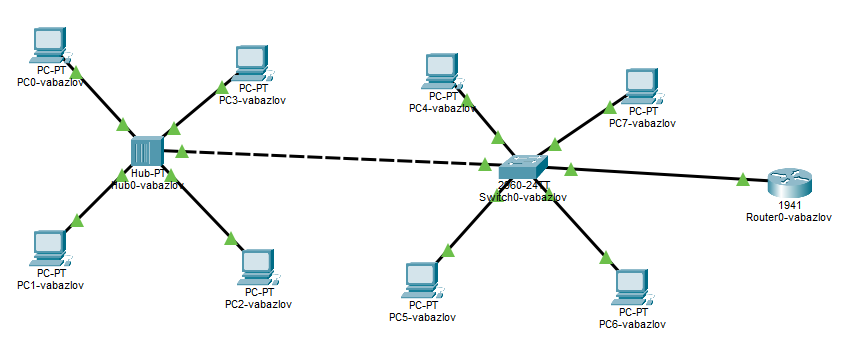 PC-PT
PC0-vabazlov
PC-PT
PC3-vabazlov
PC-PT
PC4-vabazlov
PC-PT
PC7-vabazlov
Hub-PT
Hub0-vabazlov
2960-24TT
Switch0-vabazlov
1941
Router0-vabazlov
PC-PT
PC1-vabazlov
PC-PT
PC2-vabazlov
PC-PT
PC5-vabazlov
PC-PT
PC6-vabazlov